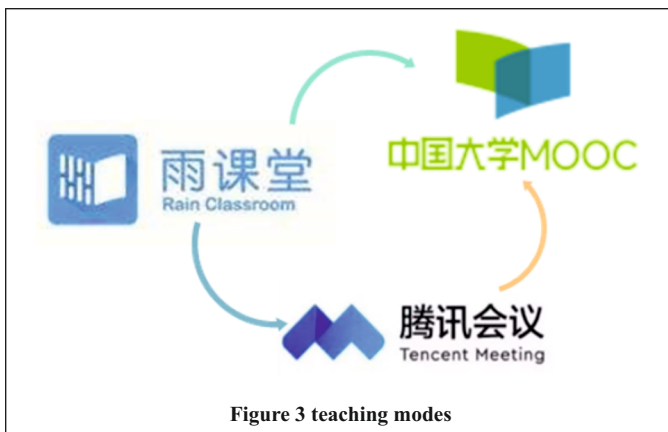 中国大学MOOC
雨课堂
Rain Classroom
腾讯会议
Tencent Meeting
Figure 3 teaching modes